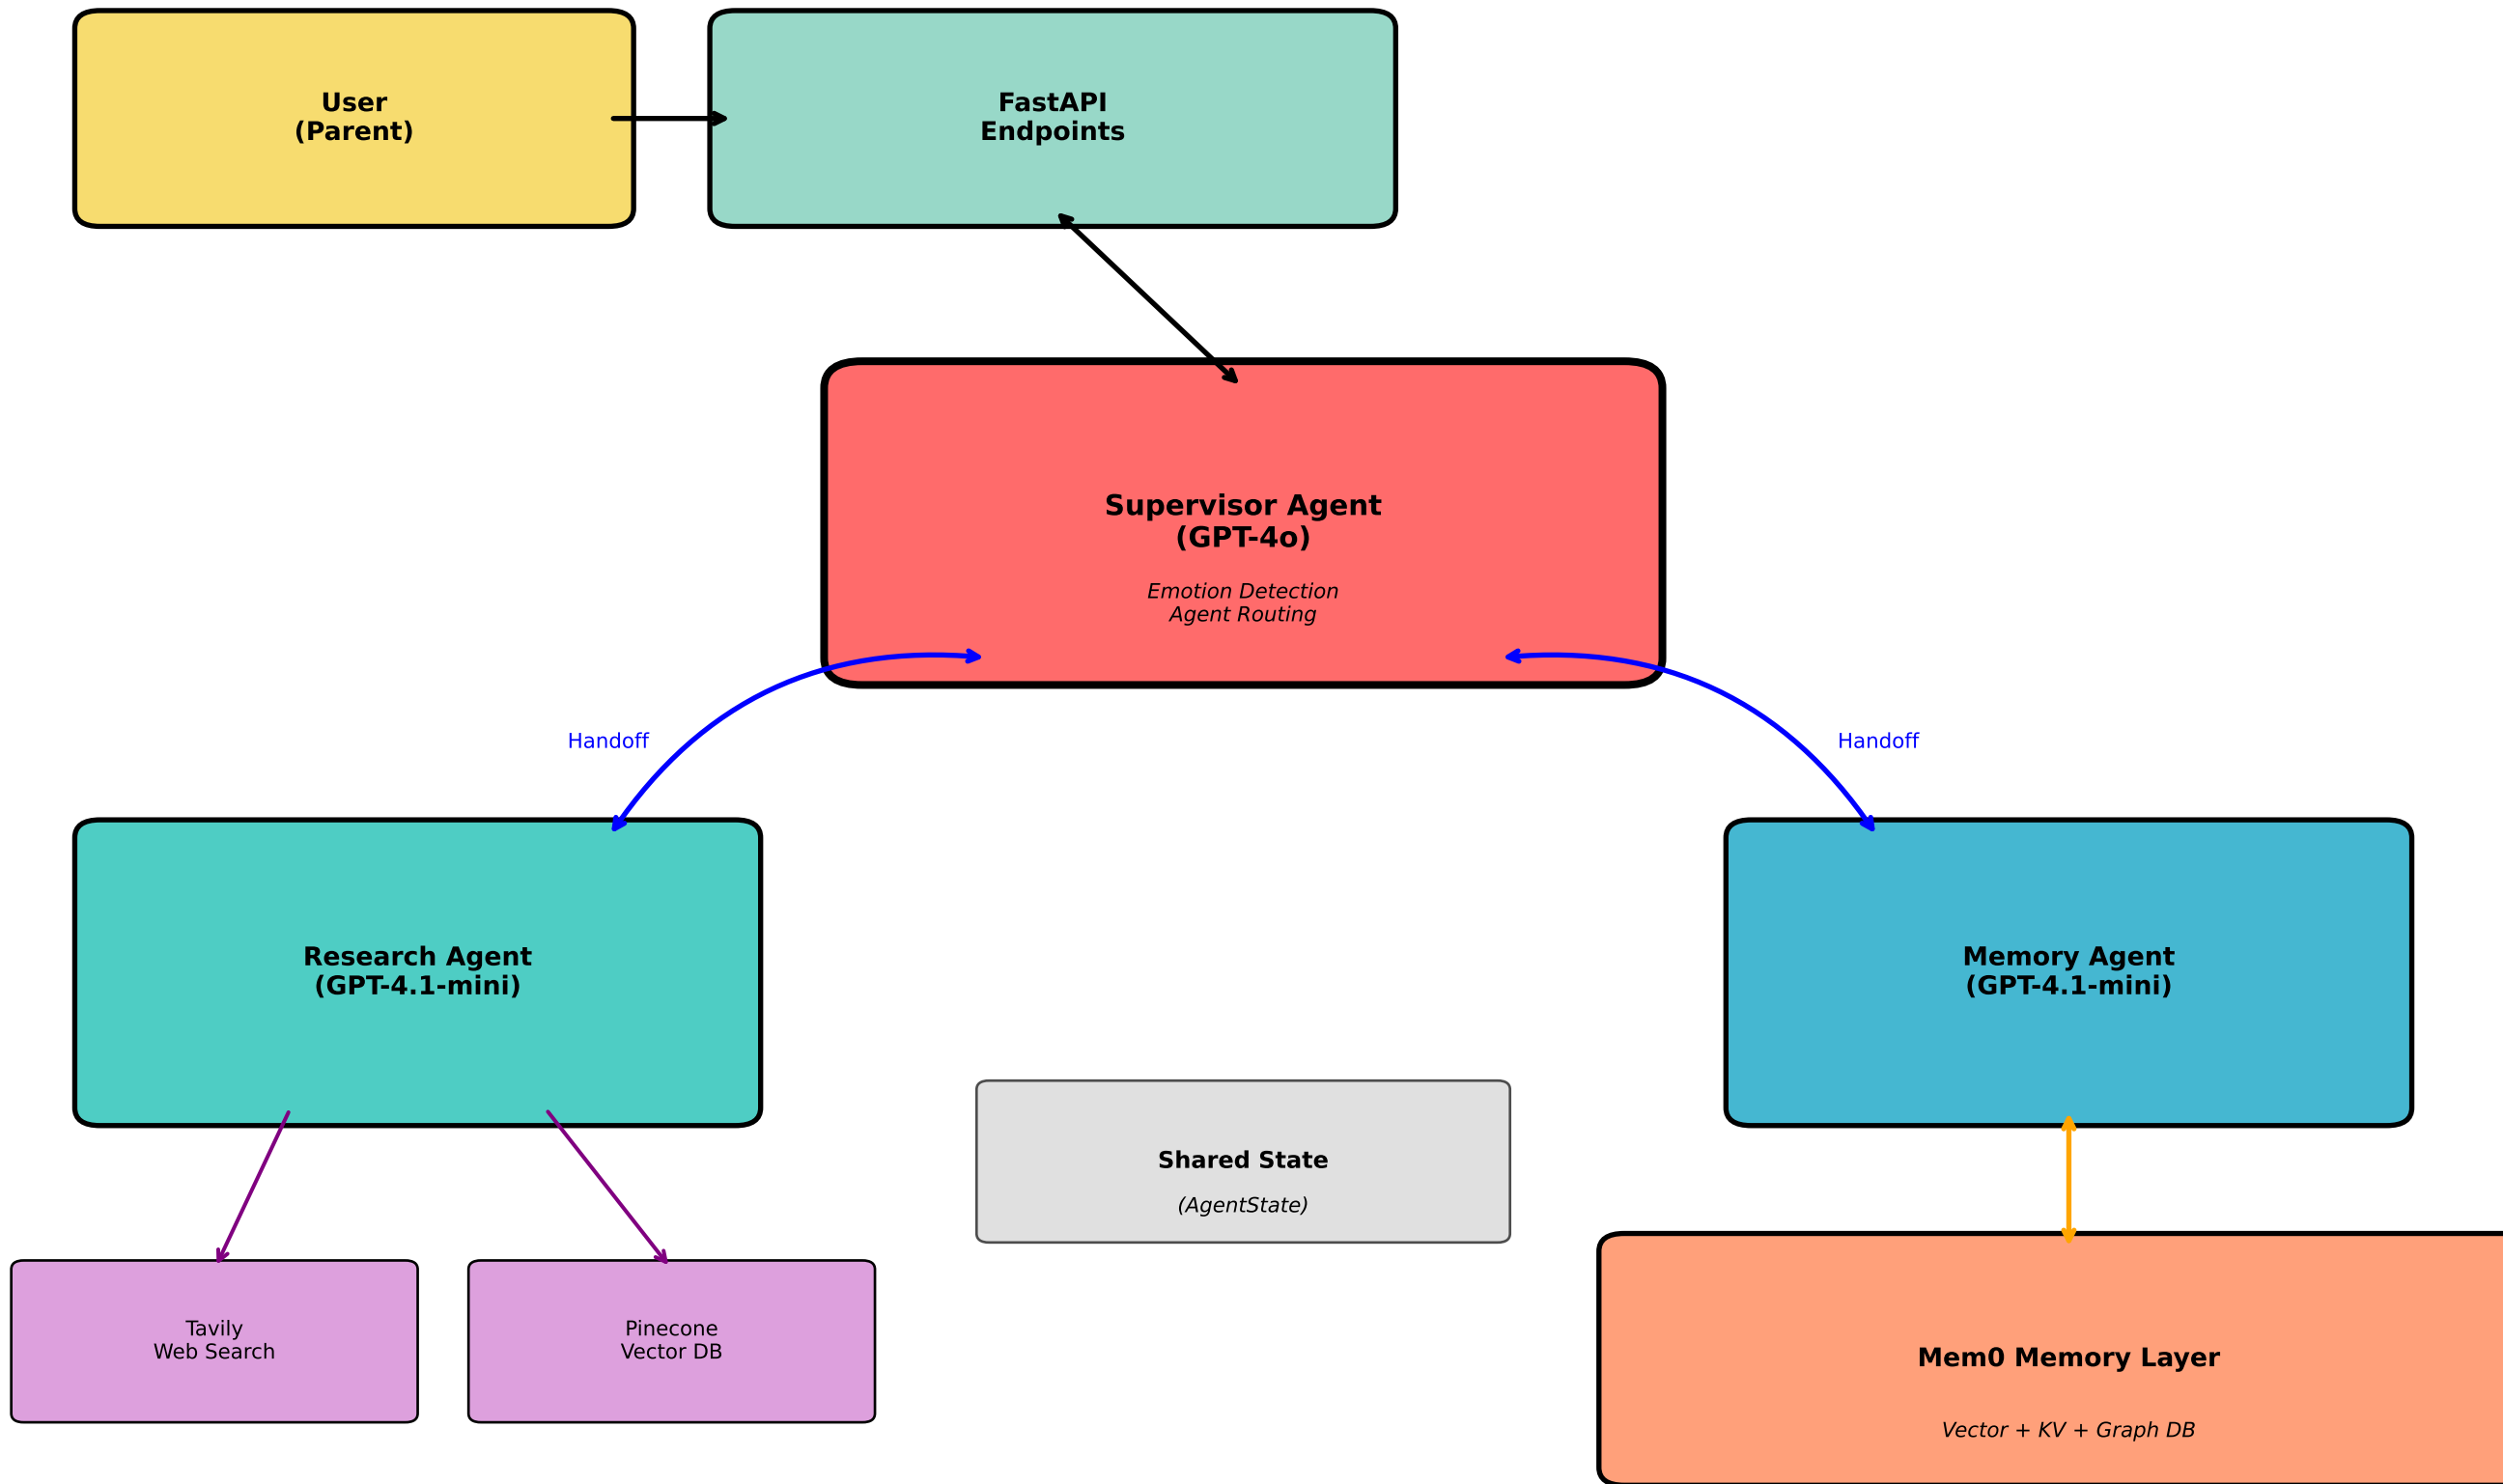 User
(Parent)
FastAPI
Endpoints
Supervisor Agent
(GPT-4o)
Emotion Detection
Agent Routing
Handoff
Handoff
Research Agent
(GPT-4.1-mini)
Memory Agent
(GPT-4.1-mini)
Shared State
(AgentState)
Tavily
Web Search
Pinecone
Vector DB
Mem0 Memory Layer
Vector + KV + Graph DB